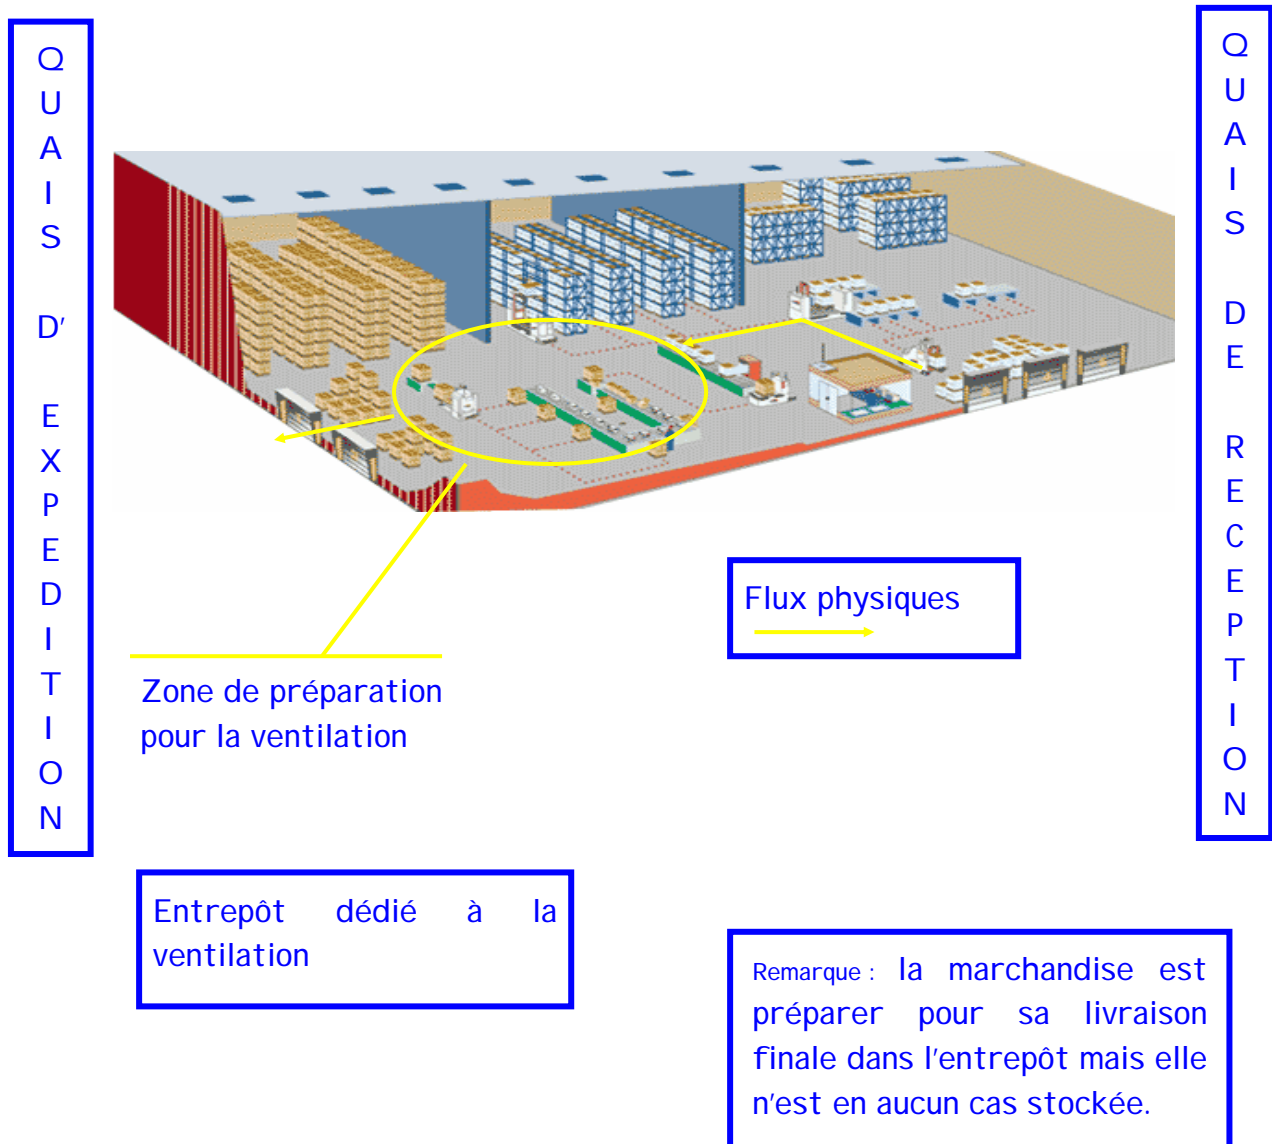 QUAIS D' EXPEDITION
QUAIS DE RECEPTION
Flux physiques
Zone de préparation
pour la ventilation
Entrepôt dédié à la
ventilation
Remarque : la marchandise est
préparer pour sa livraison
finale dans l'entrepôt mais elle
n'est en aucun cas stockée.